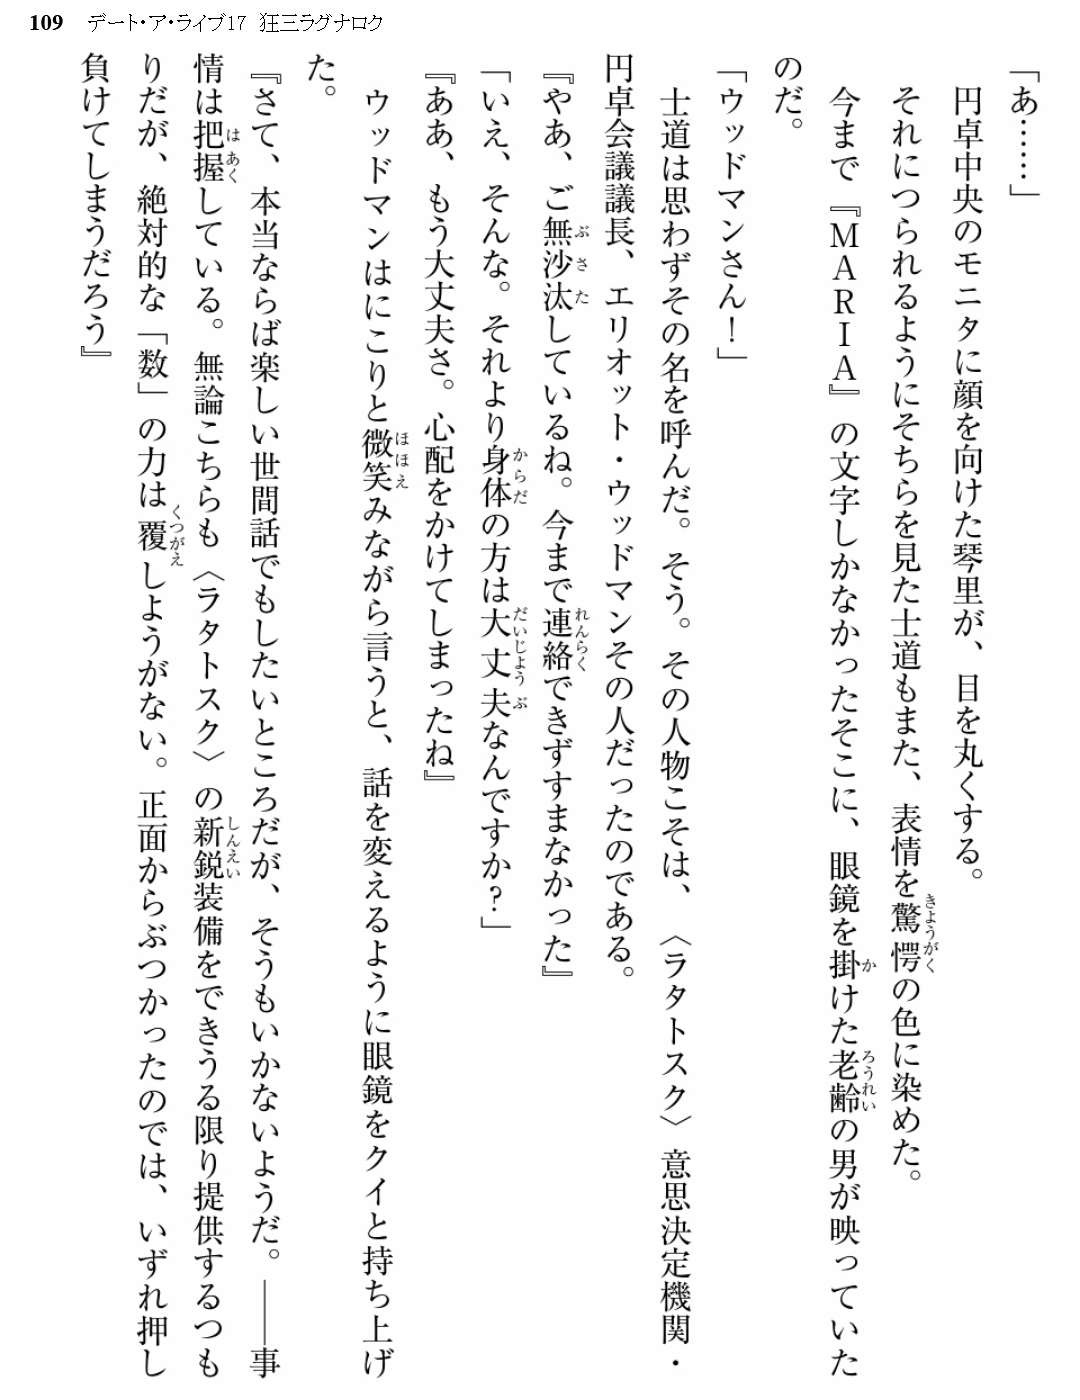 109 デート・ア・ライブ17 狂三ラグナロク
「あ……」
円卓中央のモニタに顔を向けた琴里が、目を丸くする。
それにつられるようにそちらを見た士道もまた、表情を驚愕の色に染めた。
今まで『ＭＡＲＩＡ』の文字しかなかったそこに、眼鏡を掛けた老齢の男が映っていた
のだ。
「ウッドマンさん！」
士道は思わずその名を呼んだ。そう。その人物こそは、〈ラタトスク〉意思決定機関・
円卓会議議長、エリオット・ウッドマンその人だったのである。
『やあ、ご無沙汰しているね。今まで連絡できずすまなかった』
「いえ、そんな。それより身体の方は大丈夫なんですか？」
『ああ、もう大丈夫さ。心配をかけてしまったね』
ウッドマンはにこりと微笑みながら言うと、話を変えるように眼鏡をクイと持ち上げ
た。
『さて、本当ならば楽しい世間話でもしたいところだが、そうもいかないようだ。――事
情は把握している。無論こちらも〈ラタトスク〉の新鋭装備をできうる限り提供するつも
りだが、絶対的な「数」の力は覆しようがない。正面からぶつかったのでは、いずれ押し
負けてしまうだろう』